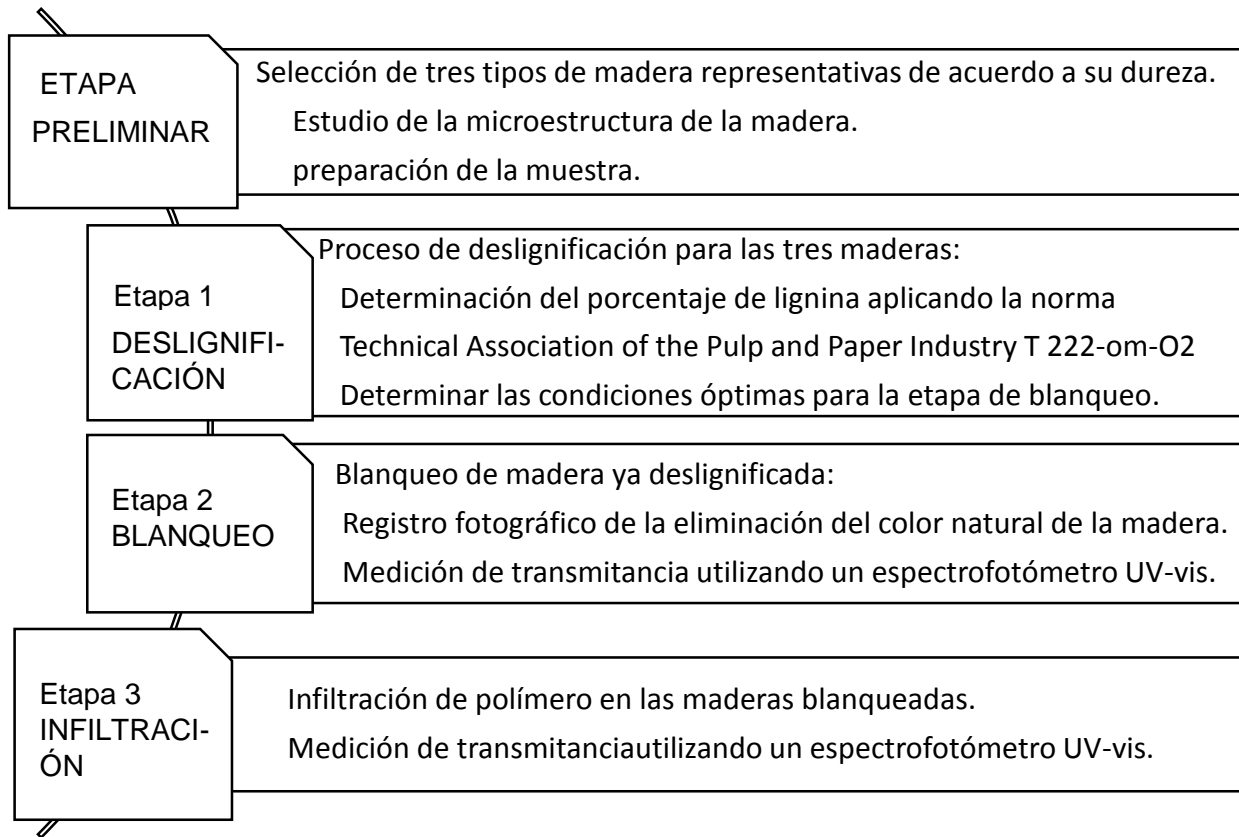 ETAPA
PRELIMINAR
Selección de tres tipos de madera representativas de acuerdo a su dureza.
Estudio de la microestructura de la madera.
preparación de la muestra.
Etapa 1
DESLIGNIFI-
CACIÓN
Proceso de deslignificación para las tres maderas:
Determinación del porcentaje de lignina aplicando la norma
Technical Association of the Pulp and Paper Industry T 222-om-O2
Determinar las condiciones óptimas para la etapa de blanqueo.
Etapa 2
BLANQUEO
Blanqueo de madera ya deslignificada:
Registro fotográfico de la eliminación del color natural de la madera.
Medición de transmitancia utilizando un espectrofotómetro UV-vis.
Etapa 3
INFILTRACI-
ÓN
Infiltración de polímero en las maderas blanqueadas.
Medición de transmitanciautilizando un espectrofotómetro UV-vis.